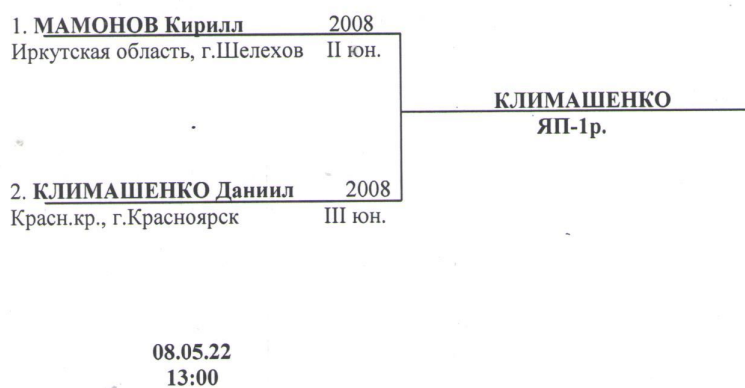 1. МАМОНОВ Кирилл 2008
Иркутская область, г.Шелехов II юн.
КЛИМАШЕНКО
ЯП-1р.
2. КЛИМАШЕНКО Даниил 2008
Красн.кр., г.Красноярск III юн.
08.05.22
13:00